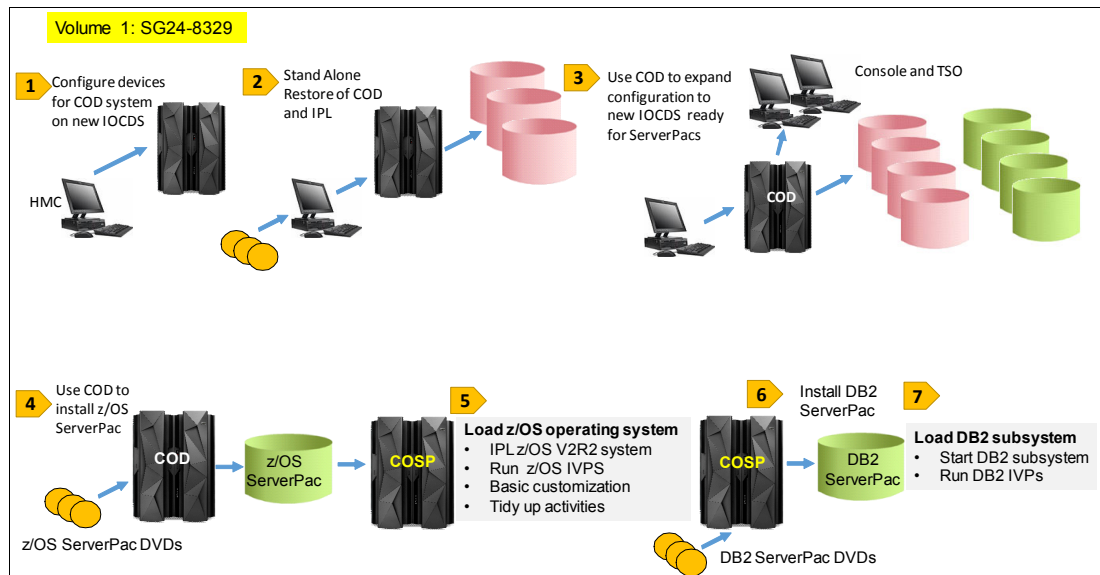 Volume 1: SG24-8329
1
Configure devices
for COD system
on new IOCDS
HMC
2
Stand Alone
Restore of COD
and IPL
3
Use COD to expand
configuration to
new IOCDS ready
for ServerPacs
Console and TSO
COD
4
Use COD to
install z/OS
ServerPac
COD
z/OS ServerPac DVDs
z/OS
ServerPac
COSP
5
Load z/OS operating system
• IPL z/OS V2R2 system
• Run z/OS IVPS
• Basic customization
• Tidy up activities
6
Install DB2
ServerPac
COSP
DB2 ServerPac DVDs
DB2
ServerPac
7
Load DB2 subsystem
• Start DB2 subsystem
• Run DB2 IVPs